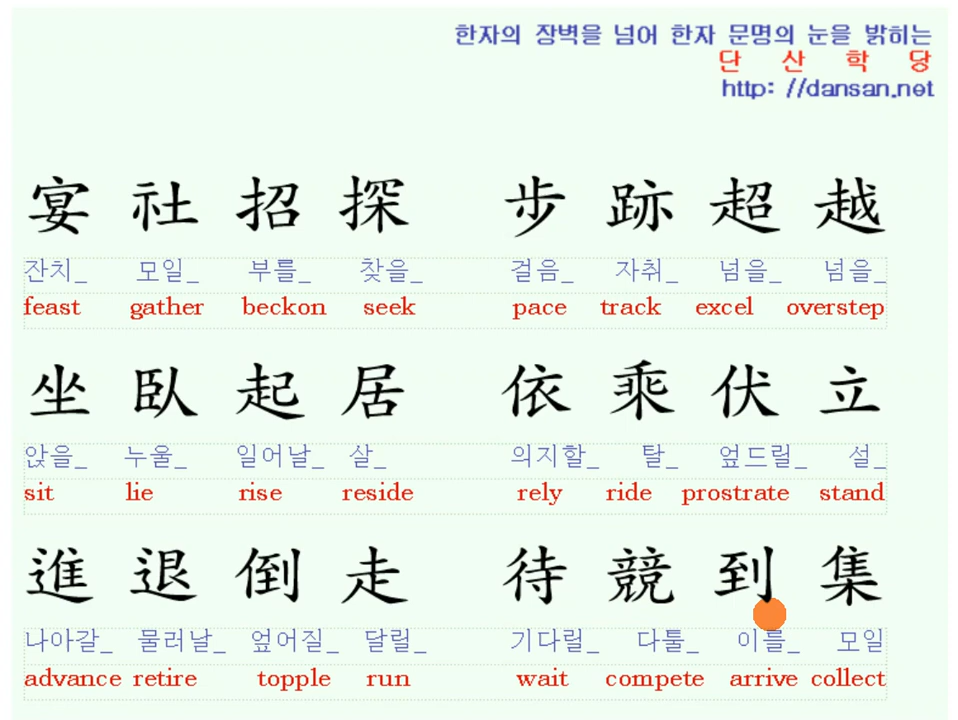 한자의 장벽을 넘어 한자 문명의 눈을 밝히는
단 산 학 당
http: //dansan.net
宴 社 招 探 步 跡 超 越
잔치_ 모일_ 부를_ 찾을_ 걸음_ 자취_ 넘을_ 넘을_
feast gather beckon seek pace track excel overstep
坐 臥 起 居 依 乘 伏 立
앉을_ 누울_ 일어날_ 살_ 의지할_ 탈_ 엎드릴_ 설_
sit lie rise reside rely ride prostrate stand
進 退 倒 走 待 競 到 集
나아갈_ 물러날_ 엎어질_ 달릴_ 기다릴_ 다툴_ 이를_ 모일
advance retire topple run wait compete arrive collect